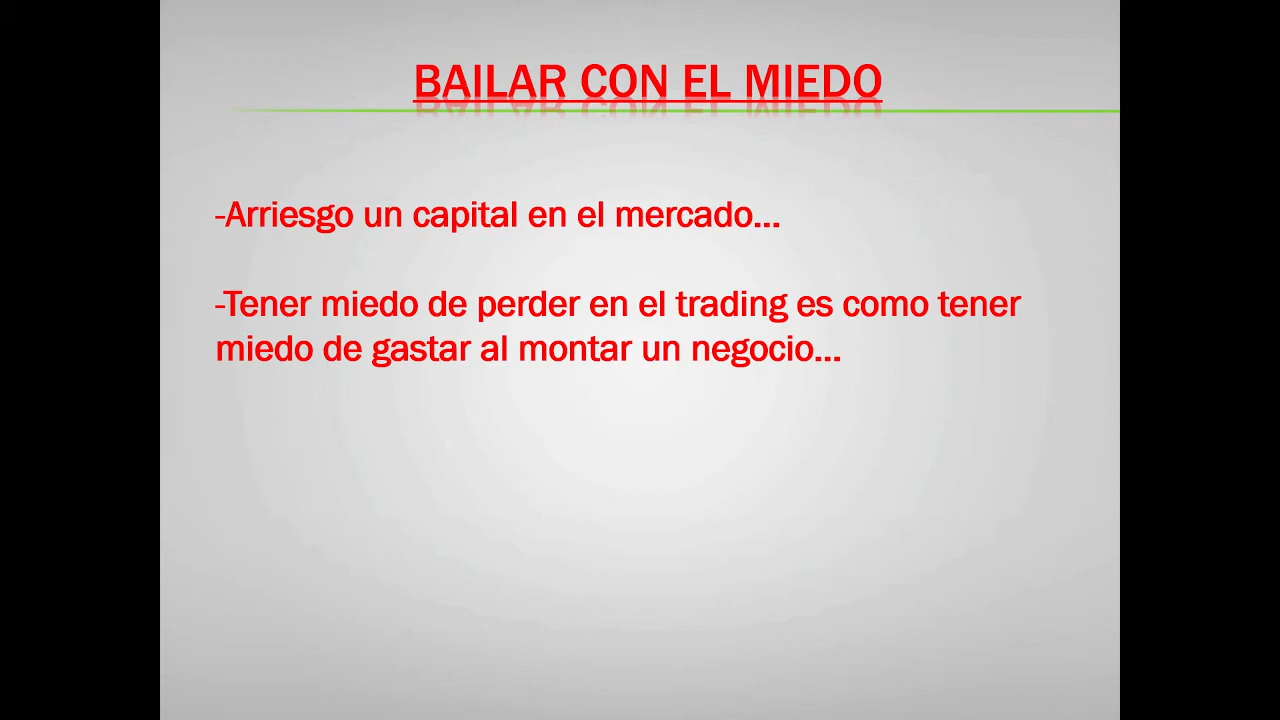 BAILAR CON EL MIEDO
-Arriesgo un capital en el mercado...
-Tener miedo de perder en el trading es como tener
miedo de gastar al montar un negocio...